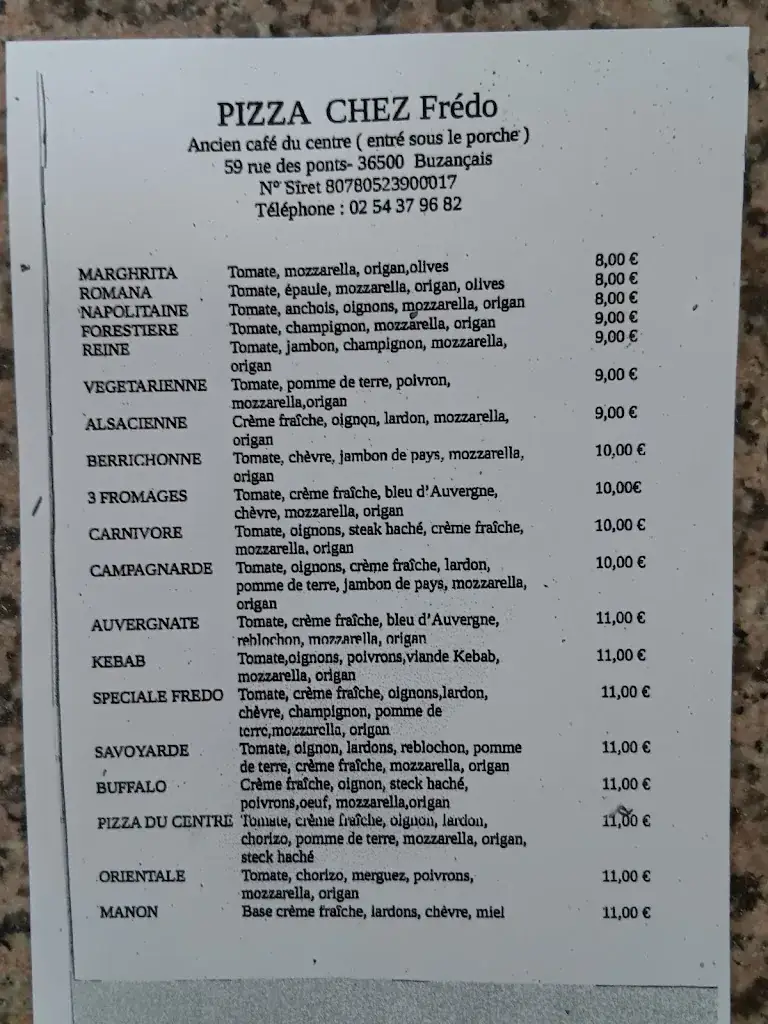 PIZZA CHEZ Frédo
Ancien café du centre ( entré sous le porche )
59 rue des ponts- 36500 Buzançais
N° Siret 80780523900017
Téléphone : 02 54 37 96 82
MARGHRITA Tomate, mozzarella, origan,olives 8,00 €
ROMANA Tomate, épaule, mozzarella, origan, olives 8,00 €
NAPOLITAINE Tomate, anchois, oignons, mozzarella, origan 8,00 €
FORESTIERE Tomate, champignon, mozzarella, origan 9,00 €
REINE Tomate, jambon, champignon, mozzarella, 9,00 €
origan
VEGETARIENNE Tomate, pomme de terre, poivron, 9,00 €
mozzarella,origan
ALSACIENNE Crème fraîche, oignon, lardon, mozzarella, 9,00 €
origan
BERRICHONNE Tomate, chèvre, jambon de pays, mozzarella, 10,00 €
origan
3 FROMAGES Tomate, crème fraîche, bleu d'Auvergne, 10,00€
chèvre, mozzarella, origan
CARNIVORE Tomate, oignons, steak haché, crème fraîche, 10,00 €
mozzarella, origan
CAMPAGNARDE Tomate, oignons, crème fraîche, lardon, 10,00 €
pomme de terre, jambon de pays, mozzarella,
origan
AUVERGNATE Tomate, crème fraîche, bleu d'Auvergne, 11,00 €
reblochon, mozzarella, origan
KEBAB Tomate,oignons, poivrons,viande Kebab, 11,00 €
mozzarella, origan
SPECIALE FREDO Tomate, crème fraîche, oignons,lardon, 11,00 €
chèvre, champignon, pomme de
terre,mozzarella, origan
SAVOYARDE Tomate, oignon, lardons, reblochon, pomme 11,00 €
de terre, crème fraîche, mozzarella, origan
BUFFALO Crème fraîche, oignon, steck haché, 11,00 €
poivrons,oeuf, mozzarella,origan
PIZZA DU CENTRE Tomate, crème fraîche, oignon, lardon, 11,00 €
chorizo, pomme de terre, mozzarella, origan,
steck haché
ORIENTALE Tomate, chorizo, merguez, poivrons, 11,00 €
mozzarella, origan
MANON Base crème fraîche, lardons, chèvre, miel 11,00 €